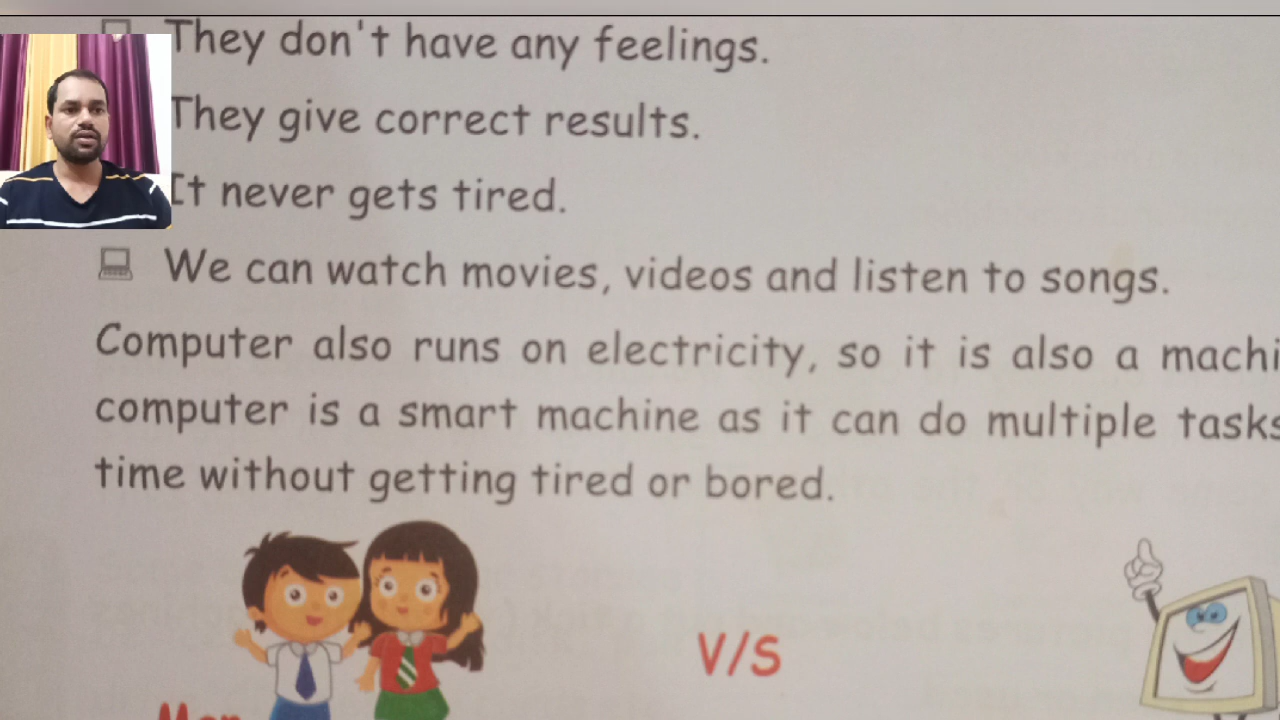 They don't have any feelings.
They give correct results.
It never gets tired.
We can watch movies, videos and listen to songs.
Computer also runs on electricity, so it is also a machi
computer is a smart machine as it can do multiple tasks
time without getting tired or bored.
V/S